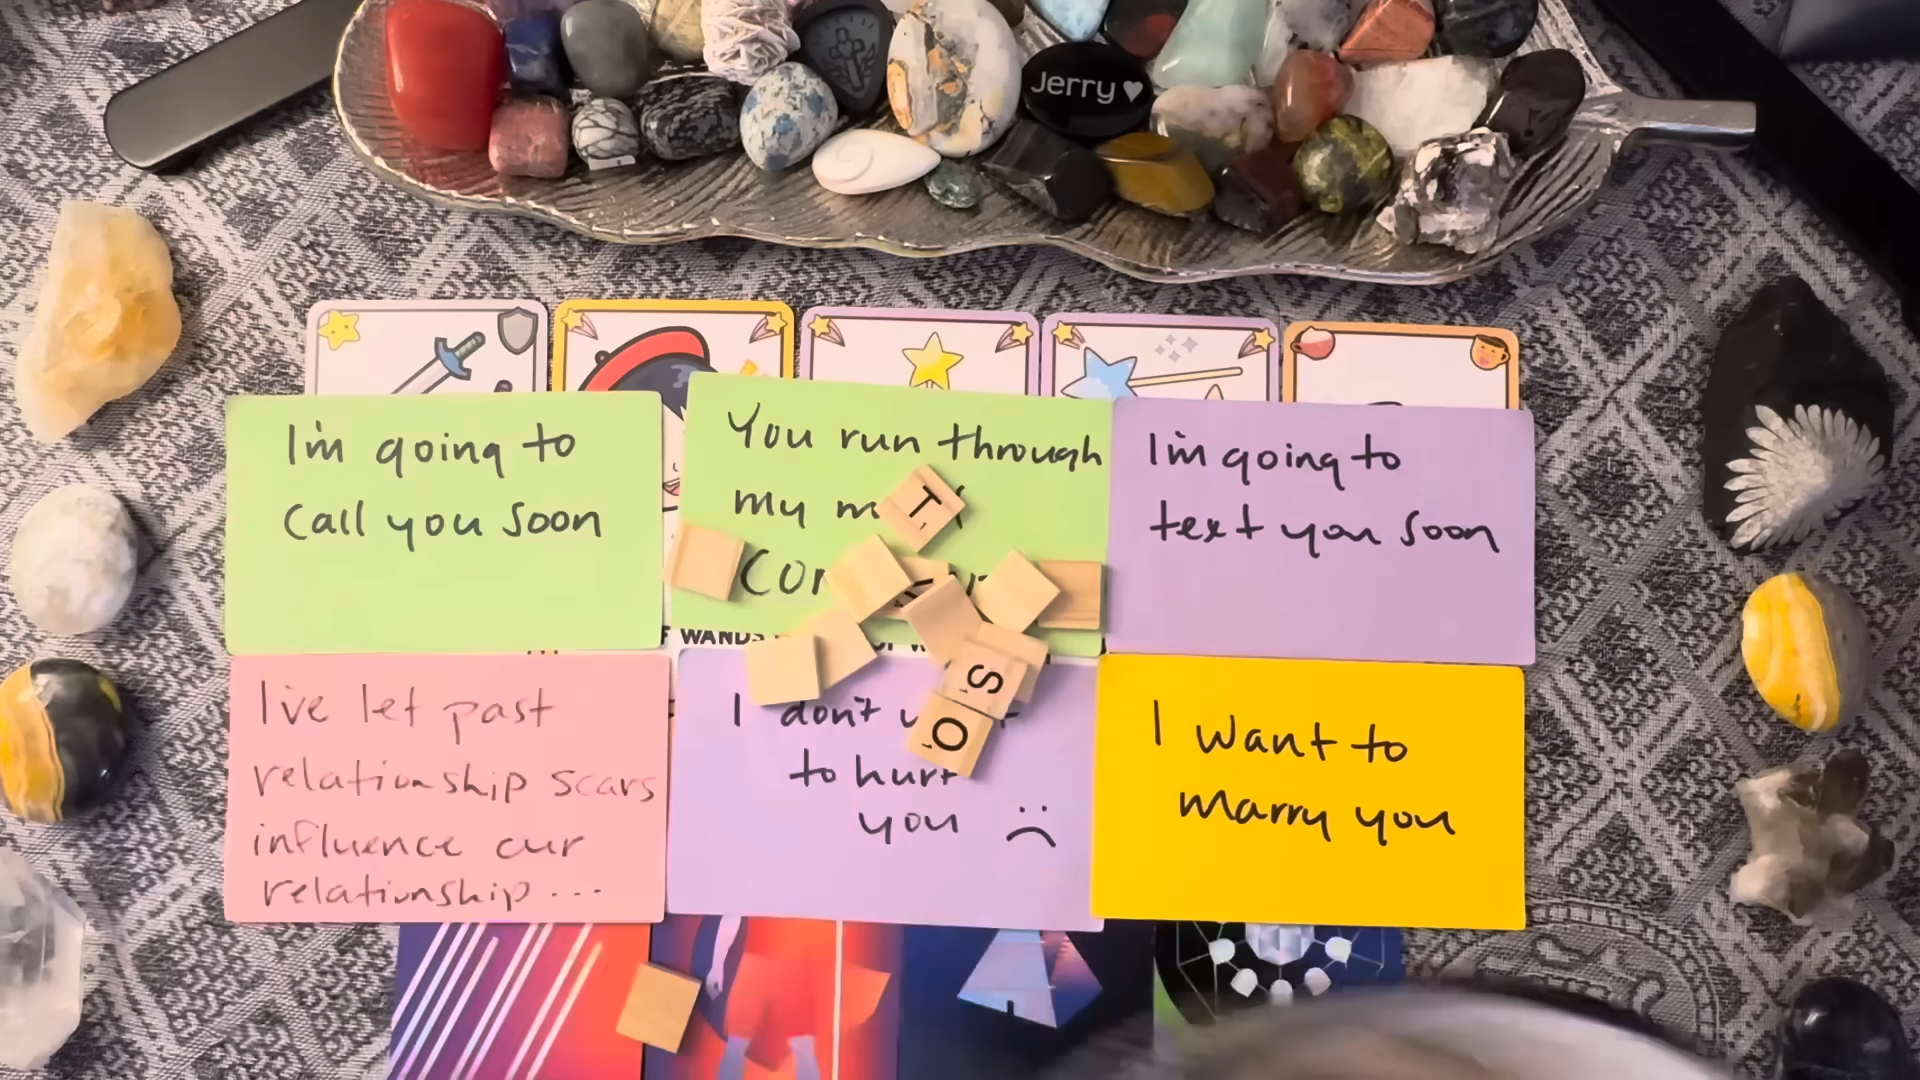 Jerry ♥
I'm going to
call you soon
You run through
my
I'm going to
text you soon
T
S
O
WANDS
I've let past
relationship scars
influence our
relationship...
I don't
to hurt
you :(
I want to
marry you